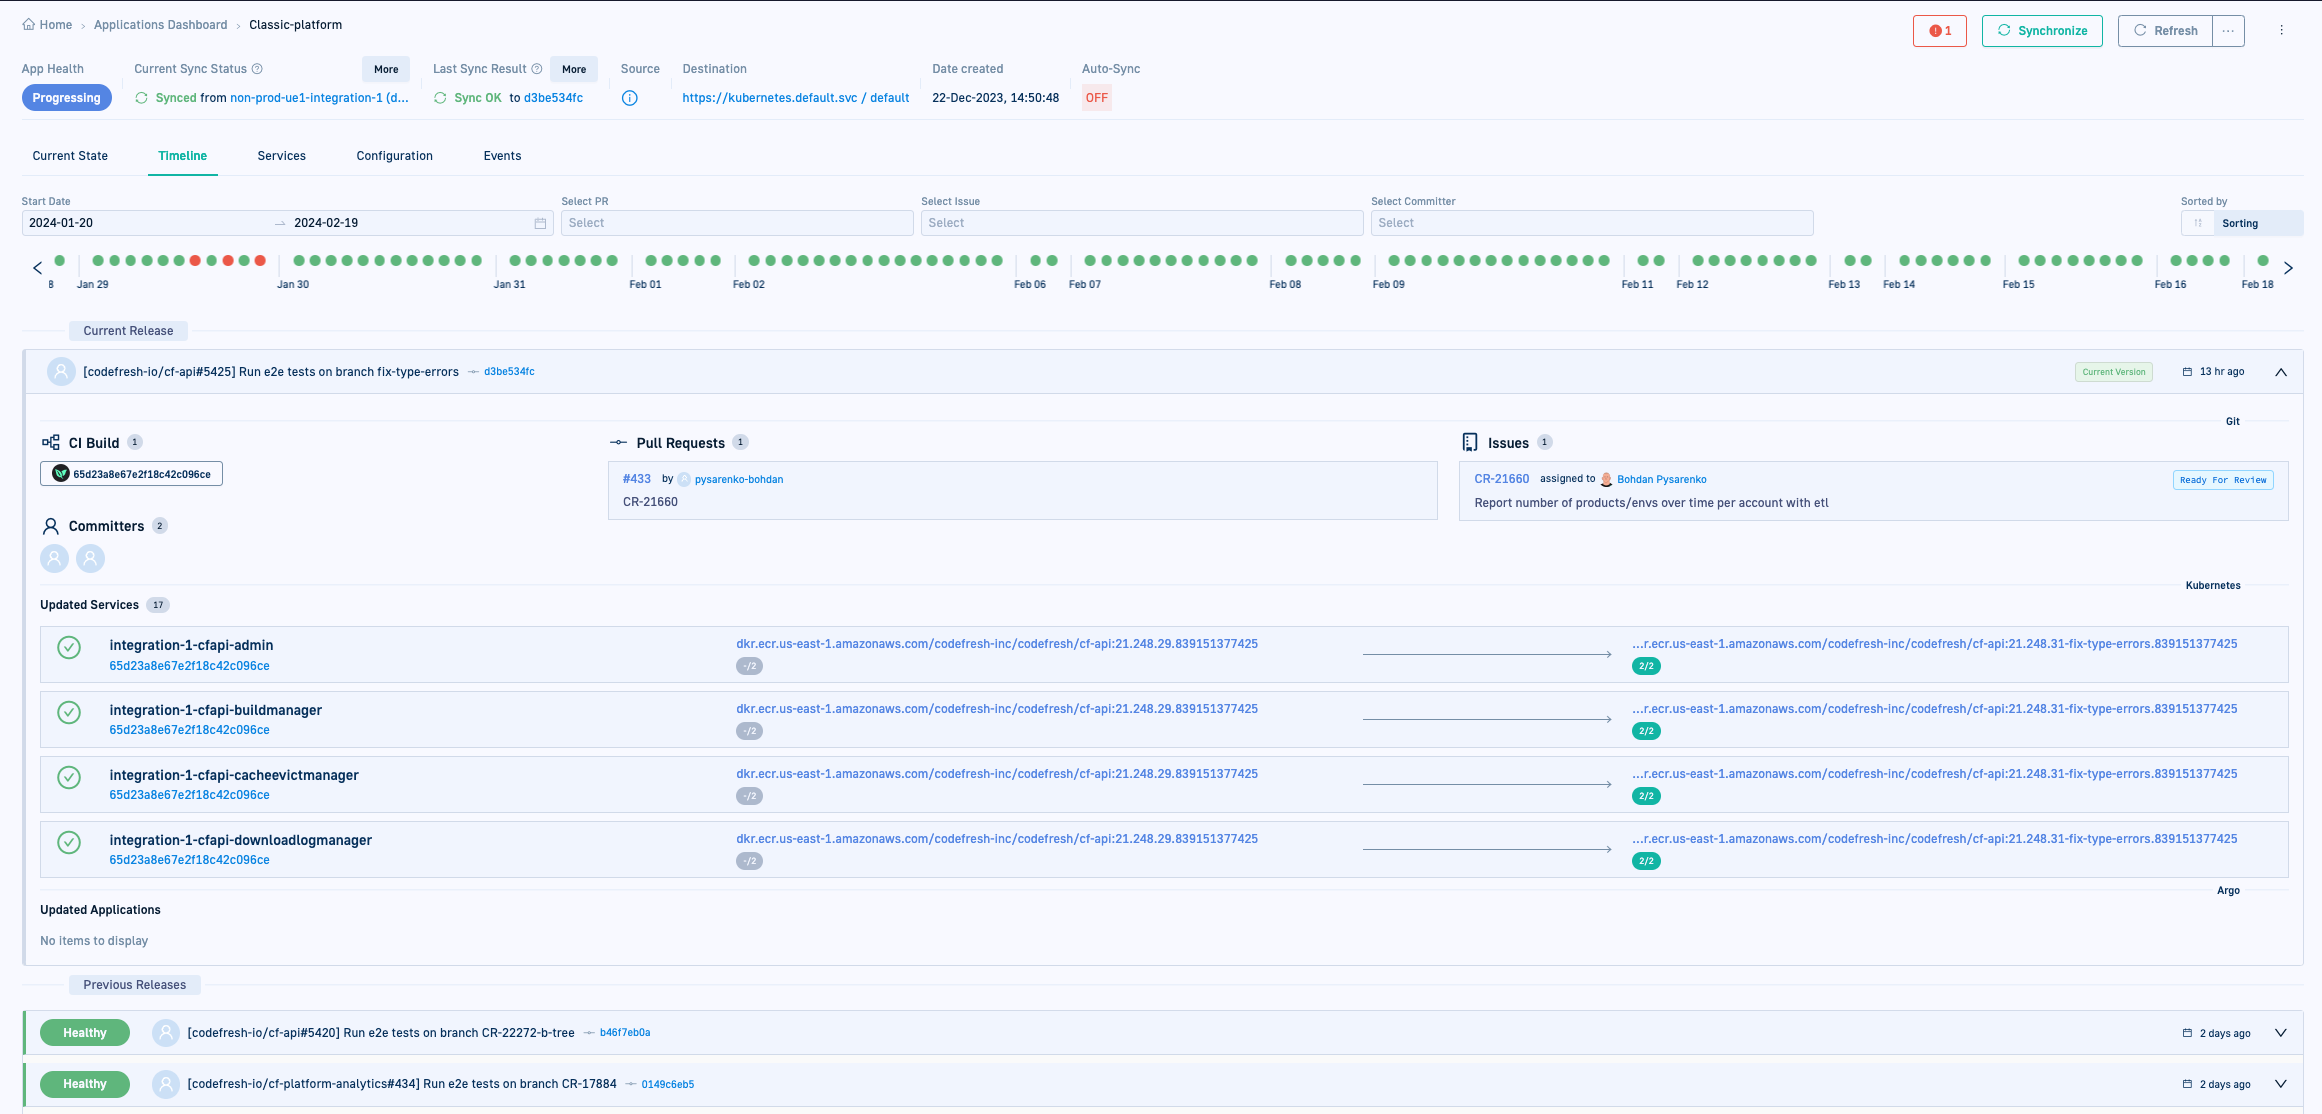 Home > Applications Dashboard > Classic-platform
1 Synchronize Refresh ...
App Health Current Sync Status More Last Sync Result More Source Destination Date created Auto-Sync
Progressing Synced from non-prod-ue1-integration-1 (d... Sync OK to d3be534fc https://kubernetes.default.svc / default 22-Dec-2023, 14:50:48 OFF
Current State Timeline Services Configuration Events
Start Date Select PR Select Issue Select Committer Sorted by
2024-01-20 → 2024-02-19 Select Select Select Sorting
8 Jan 29 Jan 30 Jan 31 Feb 01 Feb 02 Feb 06 Feb 07 Feb 08 Feb 09 Feb 11 Feb 12 Feb 13 Feb 14 Feb 15 Feb 16 Feb 18
Current Release
[codefresh-io/cf-api#5425] Run e2e tests on branch fix-type-errors d3be534fc Current Version 13 hr ago
Git
CI Build 1 Pull Requests 1 Issues 1
65d23a8e67e2f18c42c096ce
#433 by pysarenko-bohdan
CR-21660
CR-21660 assigned to Bohdan Pysarenko Ready For Review
Report number of products/envs over time per account with etl
Committers 2
Kubernetes
Updated Services 17
integration-1-cfapi-admin dkr.ecr.us-east-1.amazonaws.com/codefresh-inc/codefresh/cf-api:21.248.29.839151377425 ...r.ecr.us-east-1.amazonaws.com/codefresh-inc/codefresh/cf-api:21.248.31-fix-type-errors.839151377425
65d23a8e67e2f18c42c096ce -/2 2/2
integration-1-cfapi-buildmanager dkr.ecr.us-east-1.amazonaws.com/codefresh-inc/codefresh/cf-api:21.248.29.839151377425 ...r.ecr.us-east-1.amazonaws.com/codefresh-inc/codefresh/cf-api:21.248.31-fix-type-errors.839151377425
65d23a8e67e2f18c42c096ce -/2 2/2
integration-1-cfapi-cacheevictmanager dkr.ecr.us-east-1.amazonaws.com/codefresh-inc/codefresh/cf-api:21.248.29.839151377425 ...r.ecr.us-east-1.amazonaws.com/codefresh-inc/codefresh/cf-api:21.248.31-fix-type-errors.839151377425
65d23a8e67e2f18c42c096ce -/2 2/2
integration-1-cfapi-downloadlogmanager dkr.ecr.us-east-1.amazonaws.com/codefresh-inc/codefresh/cf-api:21.248.29.839151377425 ...r.ecr.us-east-1.amazonaws.com/codefresh-inc/codefresh/cf-api:21.248.31-fix-type-errors.839151377425
65d23a8e67e2f18c42c096ce -/2 2/2
Argo
Updated Applications
No items to display
Previous Releases
Healthy [codefresh-io/cf-api#5420] Run e2e tests on branch CR-22272-b-tree b46f7eb0a 2 days ago
Healthy [codefresh-io/cf-platform-analytics#434] Run e2e tests on branch CR-17884 0149c6eb5 2 days ago